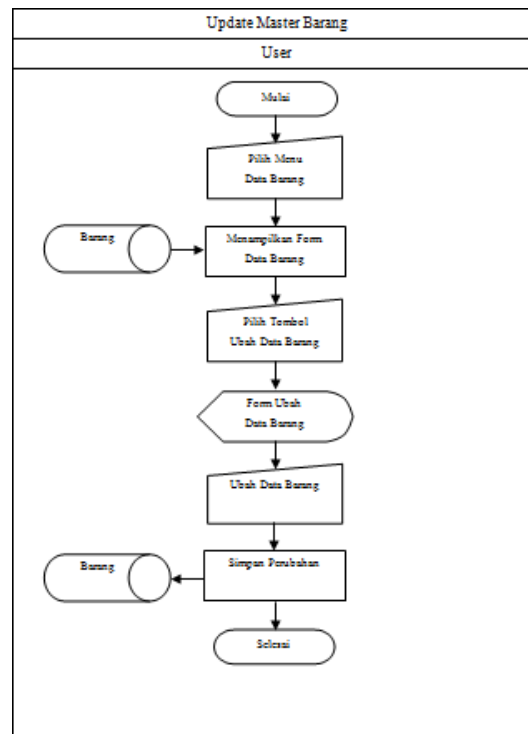 Update Master Barang
User
Mulai
Pilih Menu
Data Barang
Barang
Menampilkan Form
Data Barang
Pilih Tombol
Ubah Data Barang
Form Ubah
Data Barang
Ubah Data Barang
Barang
Simpan Perubahan
Selesai